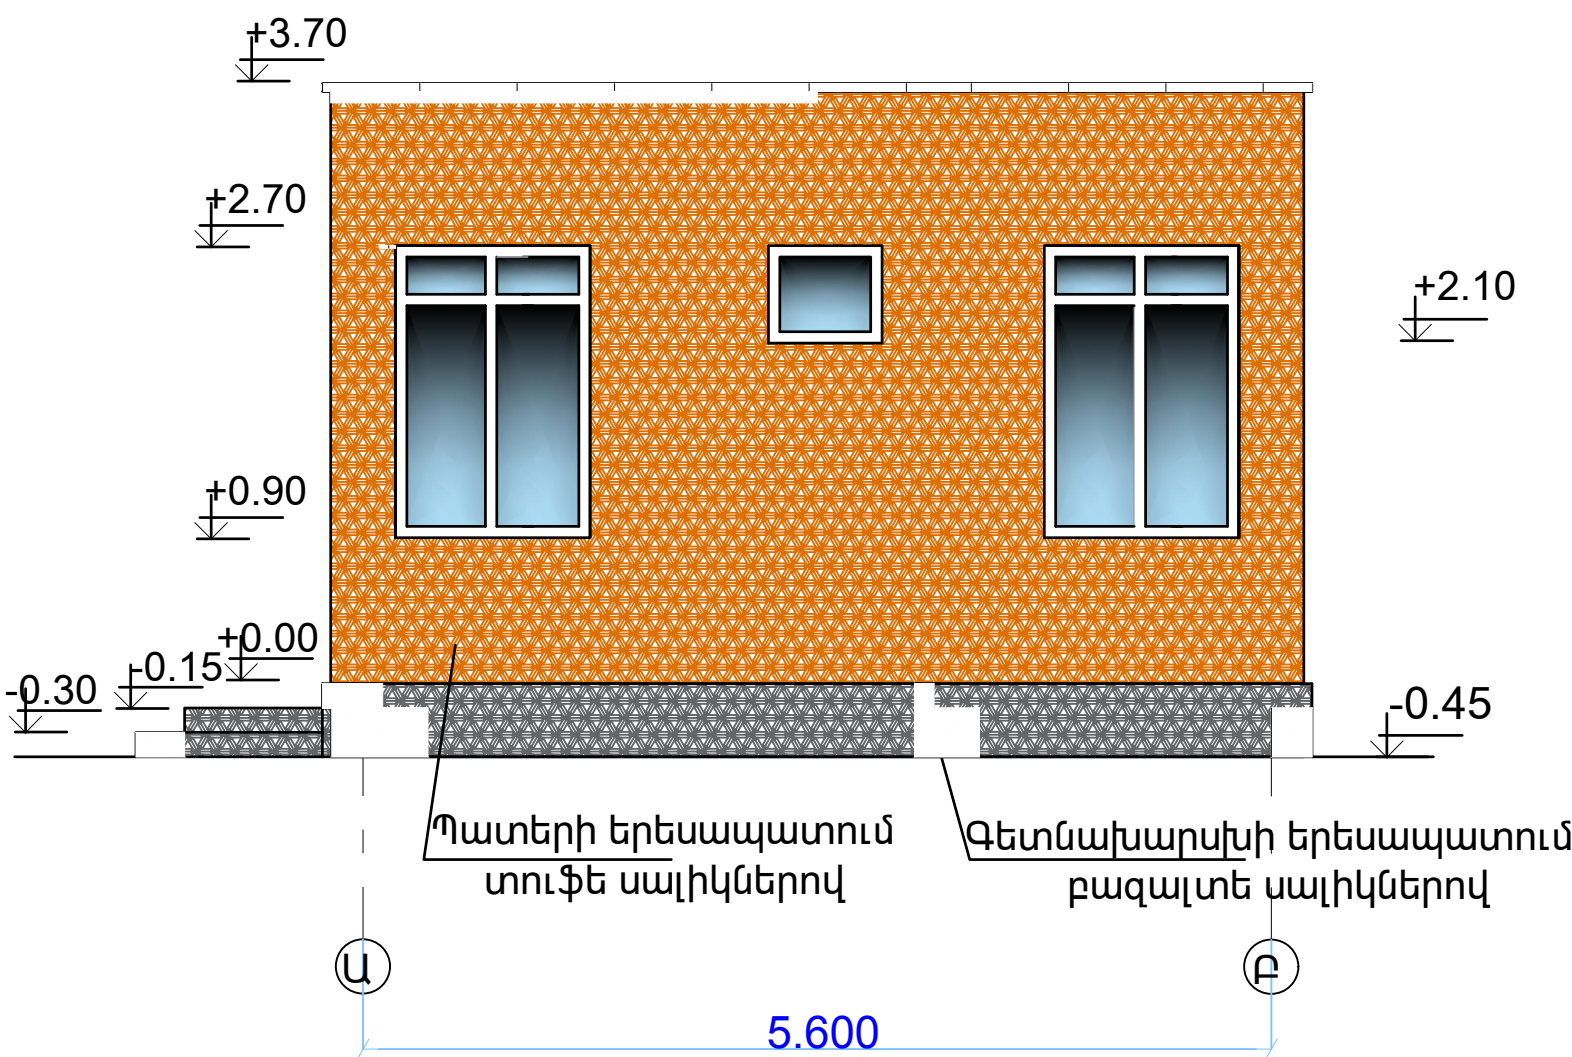 +3.70
+2.70
+2.10
+0.90
+0.00
-0.15
-0.30
-0.45
Պատերի երեսապատում
տուֆե սալիկներով
Գետնախարսխի երեսապատում
բազալտե սալիկներով
Ա
Բ
5.600